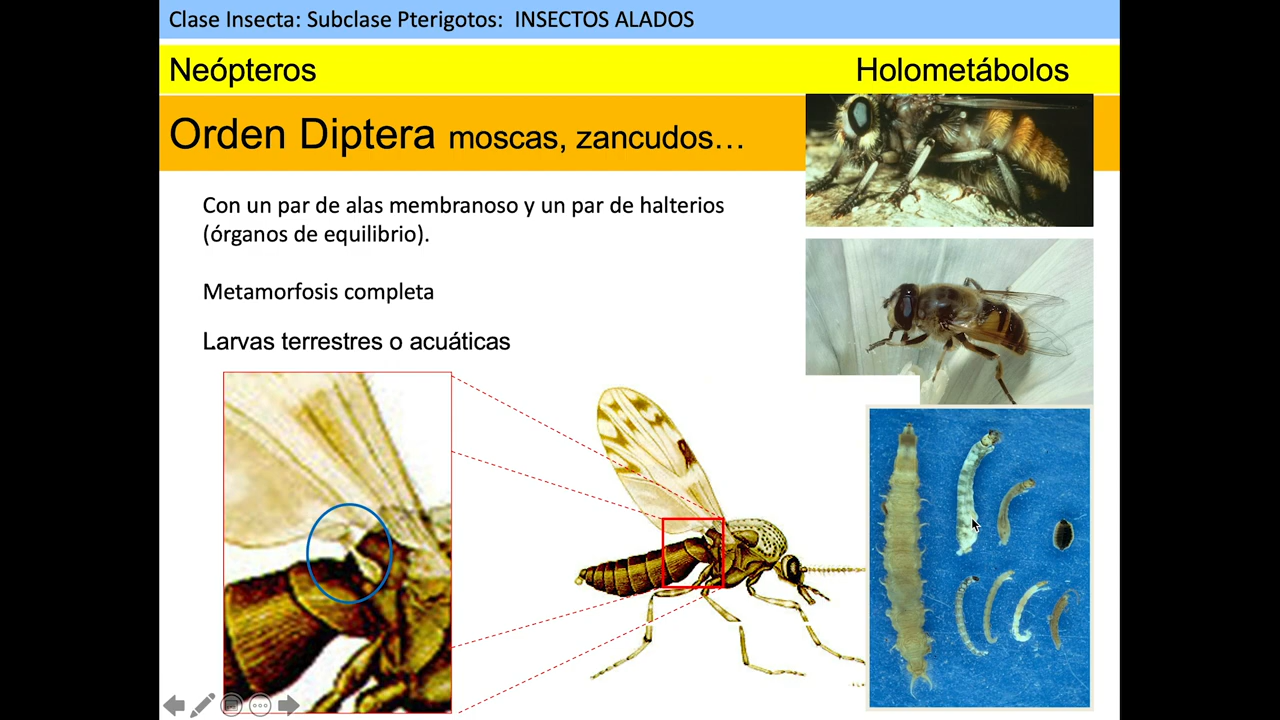 Clase Insecta: Subclase Pterigotos:  INSECTOS ALADOS
Neópteros
Holometábolos
Orden Diptera moscas, zancudos…
Con un par de alas membranoso y un par de halterios
(órganos de equilibrio).
Metamorfosis completa
Larvas terrestres o acuáticas